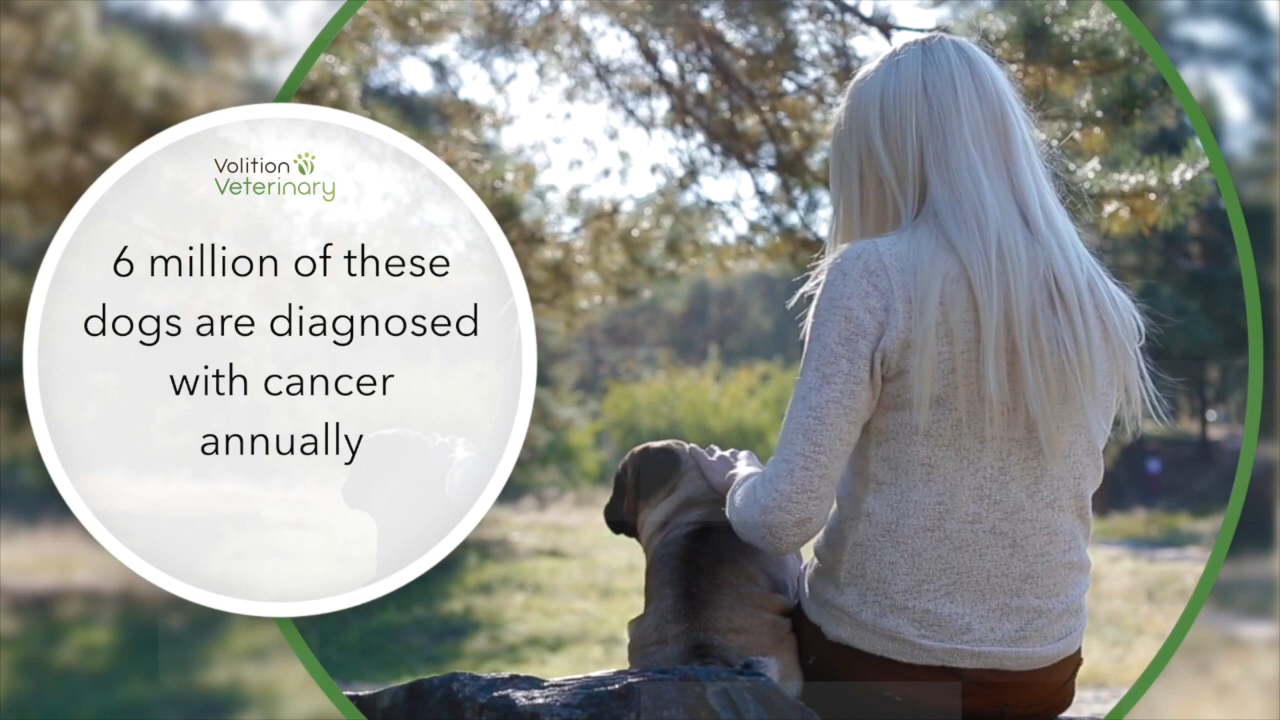 Volition
Veterinary
6 million of these
dogs are diagnosed
with cancer
annually